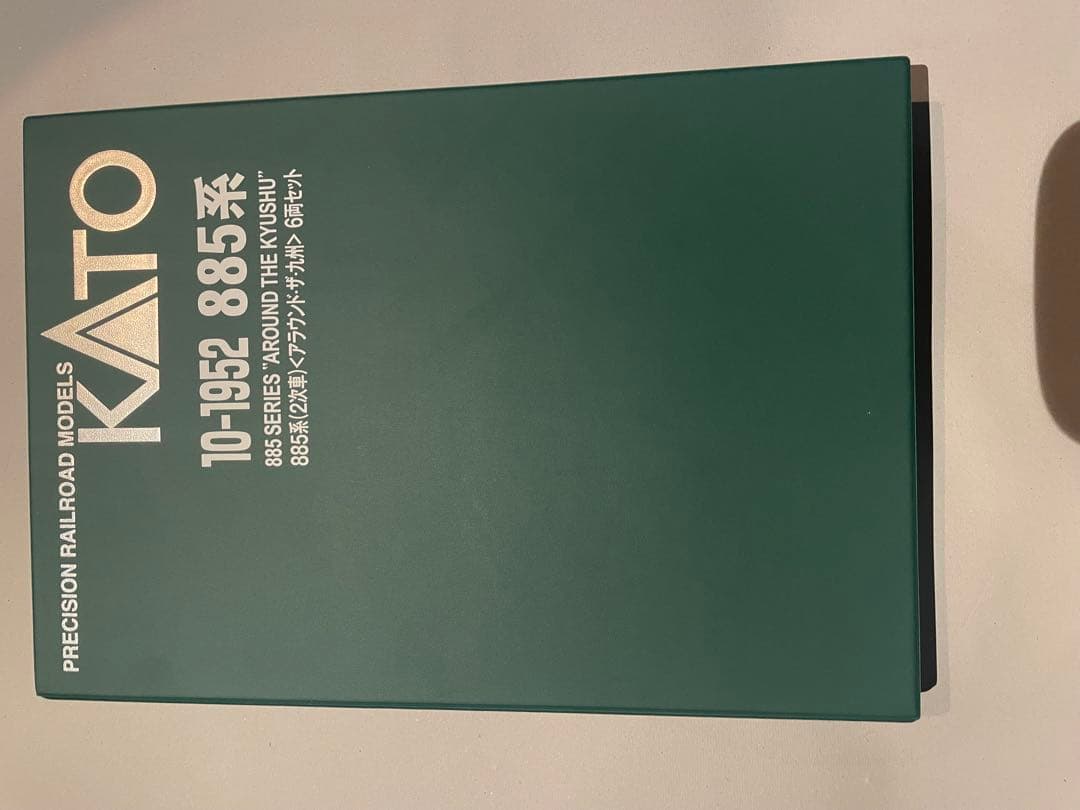 PRECISION RAILROAD MODELS
KATO
10-1952 885系
885 SERIES "AROUND THE KYUSHU"
885系(2次車)<アラウンド・ザ・九州> 6両セット